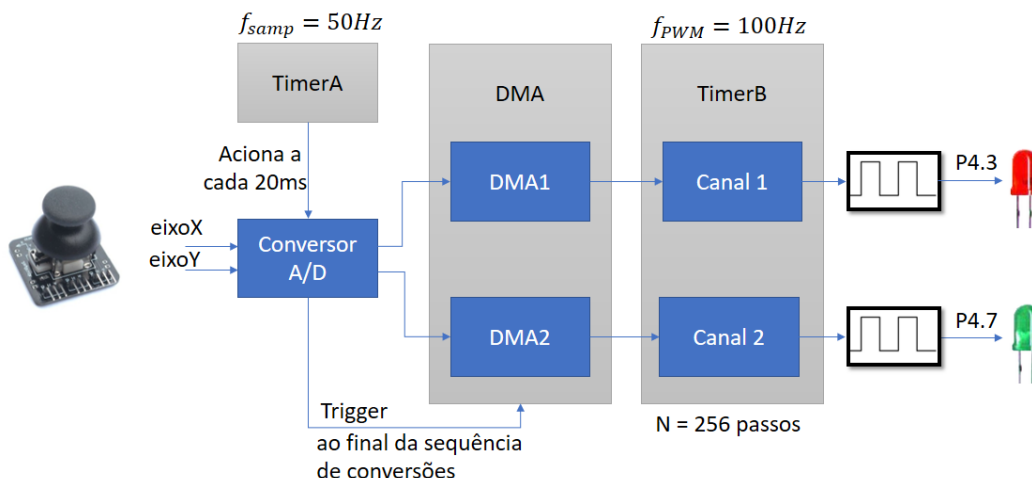 f_samp = 50Hz
f_PWM = 100Hz
TimerA
DMA
TimerB
Aciona a
cada 20ms
DMA1
Canal 1
P4.3
eixoX
eixoY
Conversor
A/D
DMA2
Canal 2
P4.7
Trigger
ao final da sequência
de conversões
N = 256 passos